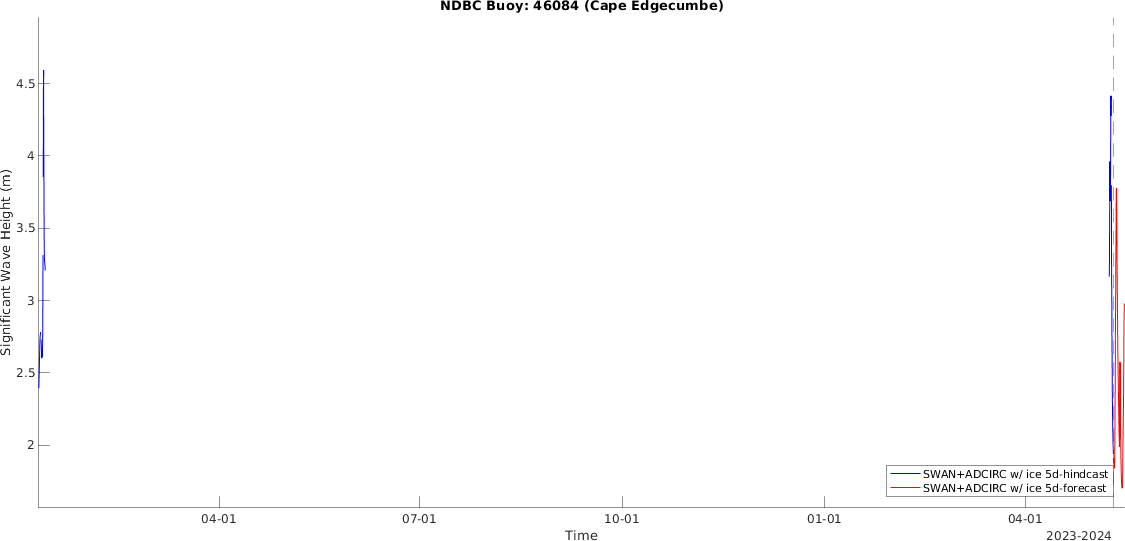 NDBC Buoy: 46084 (Cape Edgecumbe)
Significant Wave Height (m)
4.5
4
3.5
3
2.5
2
SWAN+ADCIRC w/ ice 5d-hindcast
SWAN+ADCIRC w/ ice 5d-forecast
04-01
07-01
10-01
01-01
04-01
Time
2023-2024